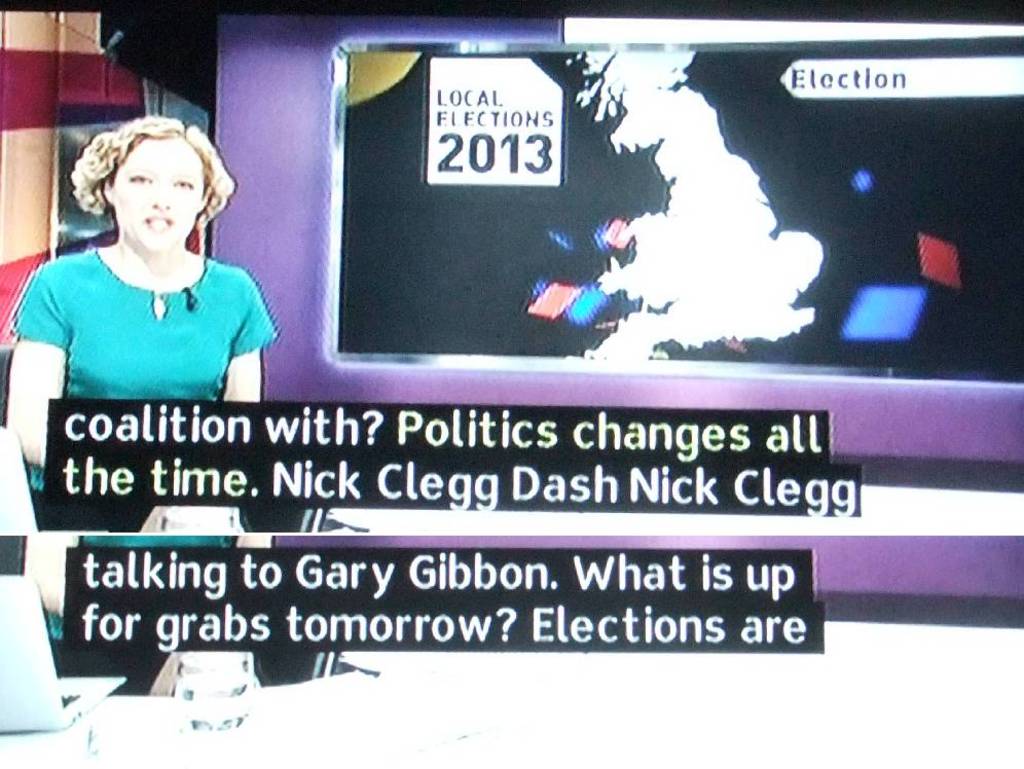 LOCAL
ELECTIONS
2013
Election
coalition with? Politics changes all
the time. Nick Clegg Dash Nick Clegg
talking to Gary Gibbon. What is up
for grabs tomorrow? Elections are